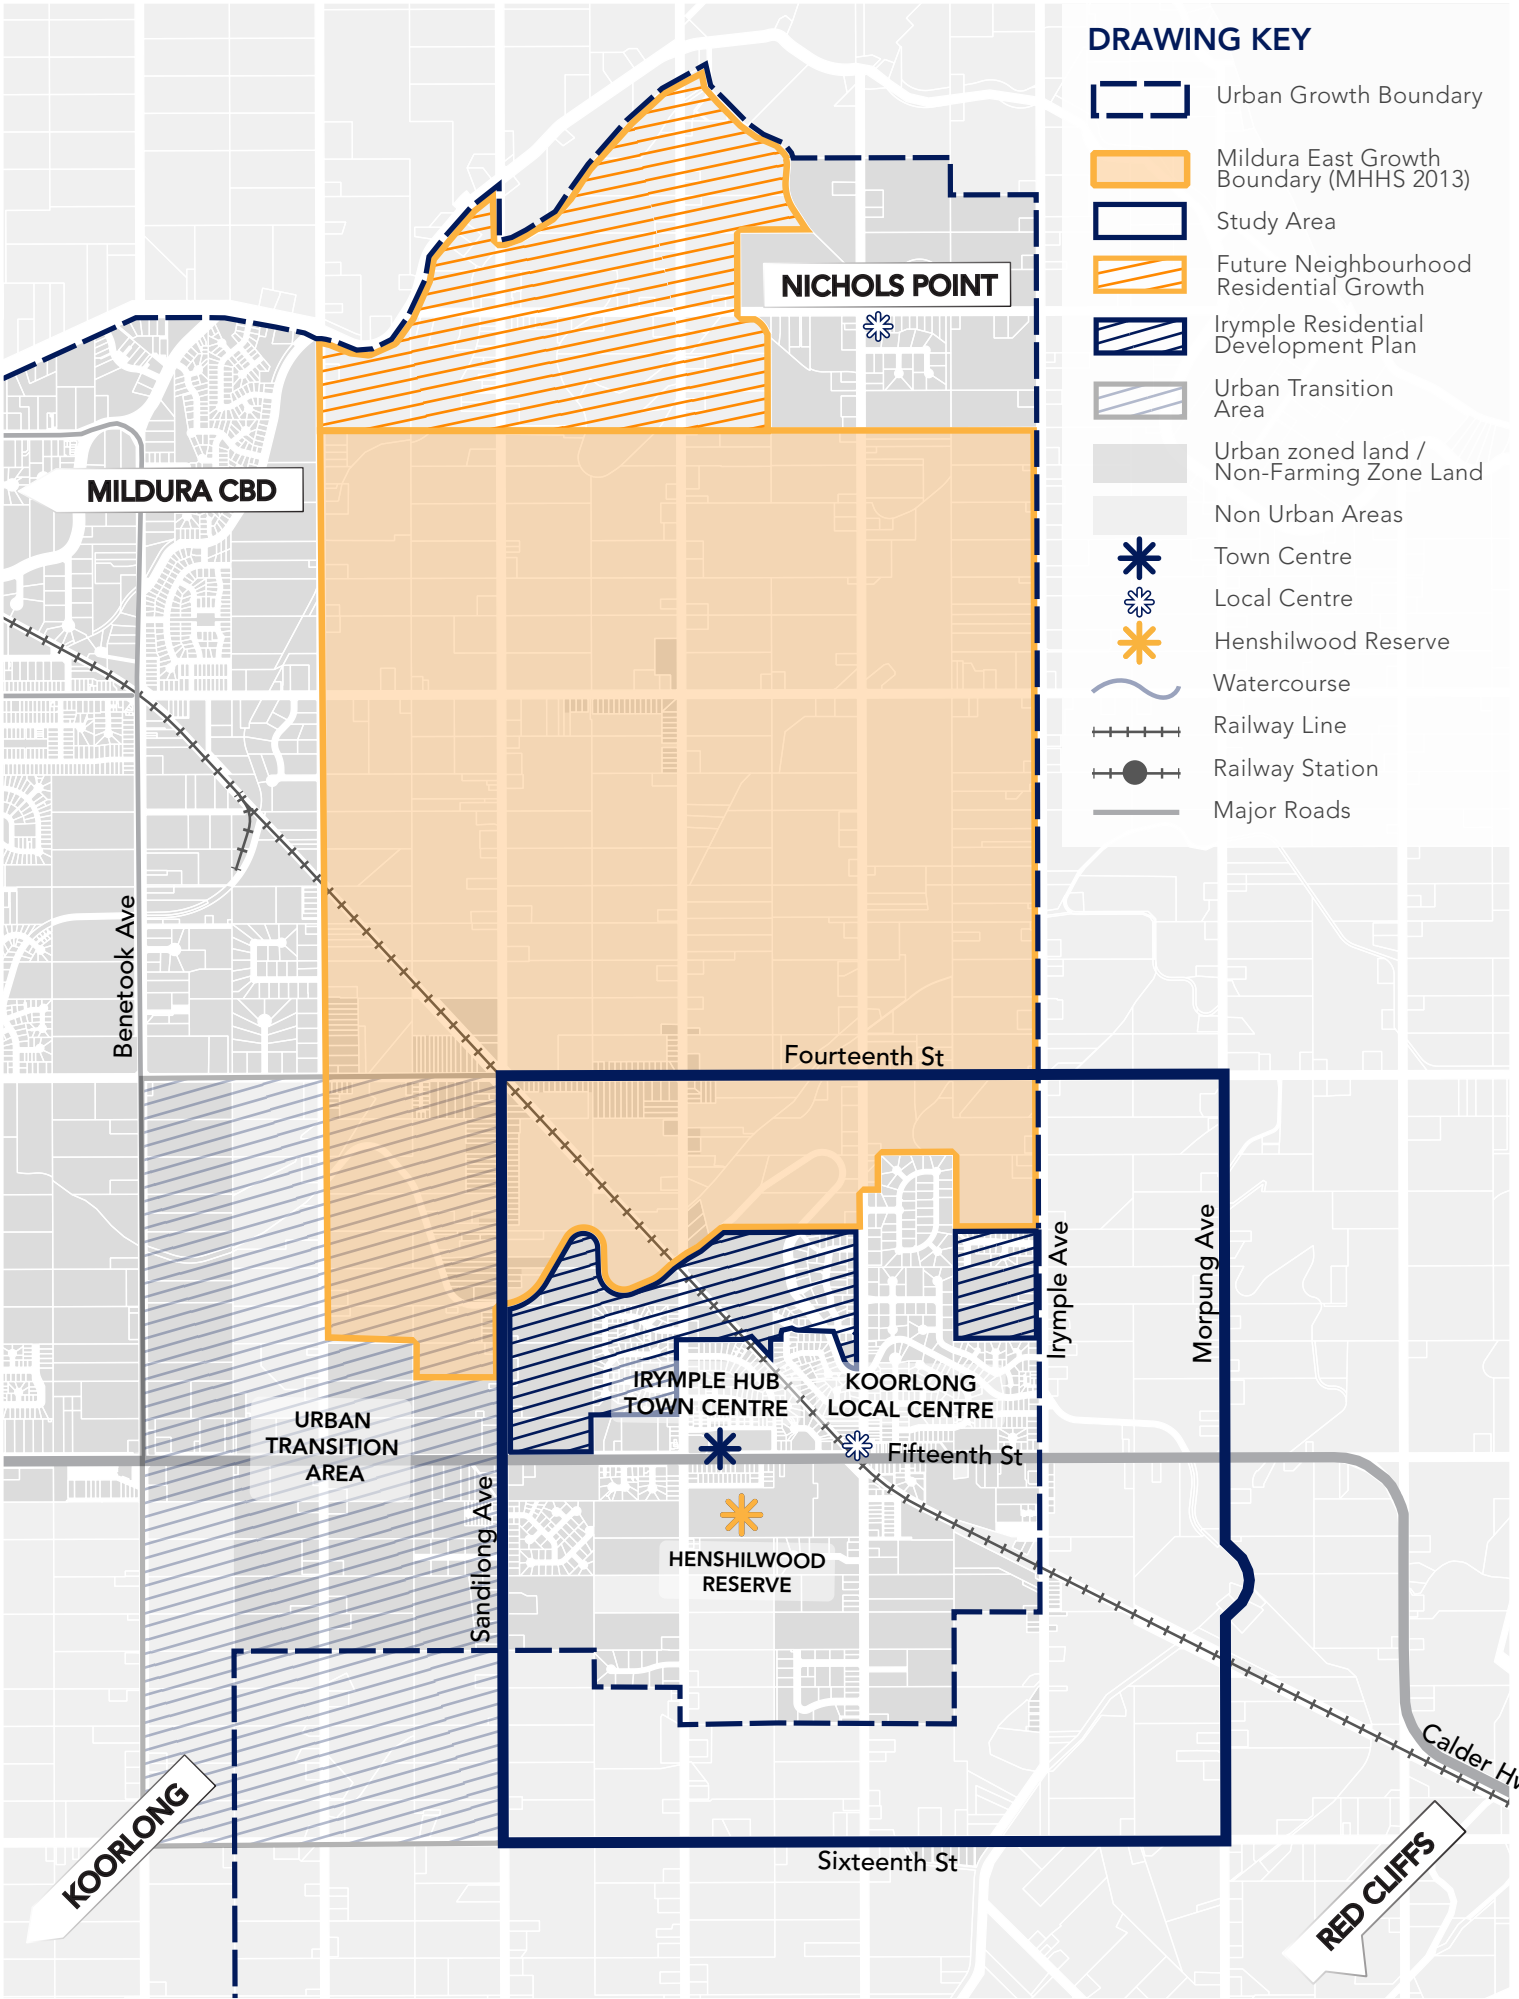 DRAWING KEY
Urban Growth Boundary
Mildura East Growth
Boundary (MHHS 2013)
Study Area
Future Neighbourhood
Residential Growth
Irymple Residential
Development Plan
Urban Transition
Area
Urban zoned land /
Non-Farming Zone Land
Non Urban Areas
Town Centre
Local Centre
Henshilwood Reserve
Watercourse
Railway Line
Railway Station
Major Roads
NICHOLS POINT
MILDURA CBD
Benetook Ave
Fourteenth St
Irymple Ave
Morpung Ave
IRYMPLE HUB
TOWN CENTRE
KOORLONG
LOCAL CENTRE
URBAN
TRANSITION
AREA
Fifteenth St
Sandilong Ave
HENSHILWOOD
RESERVE
Calder Hw
KOORLONG
Sixteenth St
RED CLIFFS